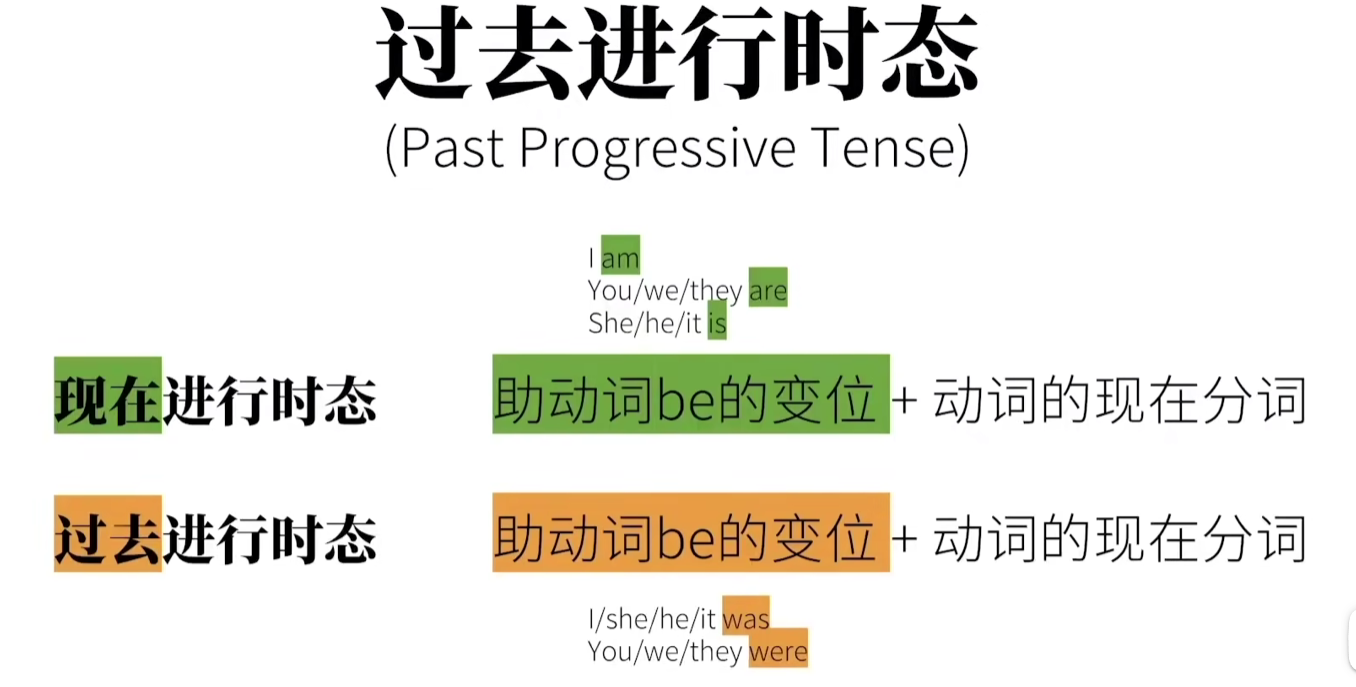 过去进行时态
(Past Progressive Tense)
I am
You/we/they are
She/he/it is
现在进行时态 助动词be的变位 + 动词的现在分词
过去进行时态 助动词be的变位 + 动词的现在分词
I/she/he/it was
You/we/they were